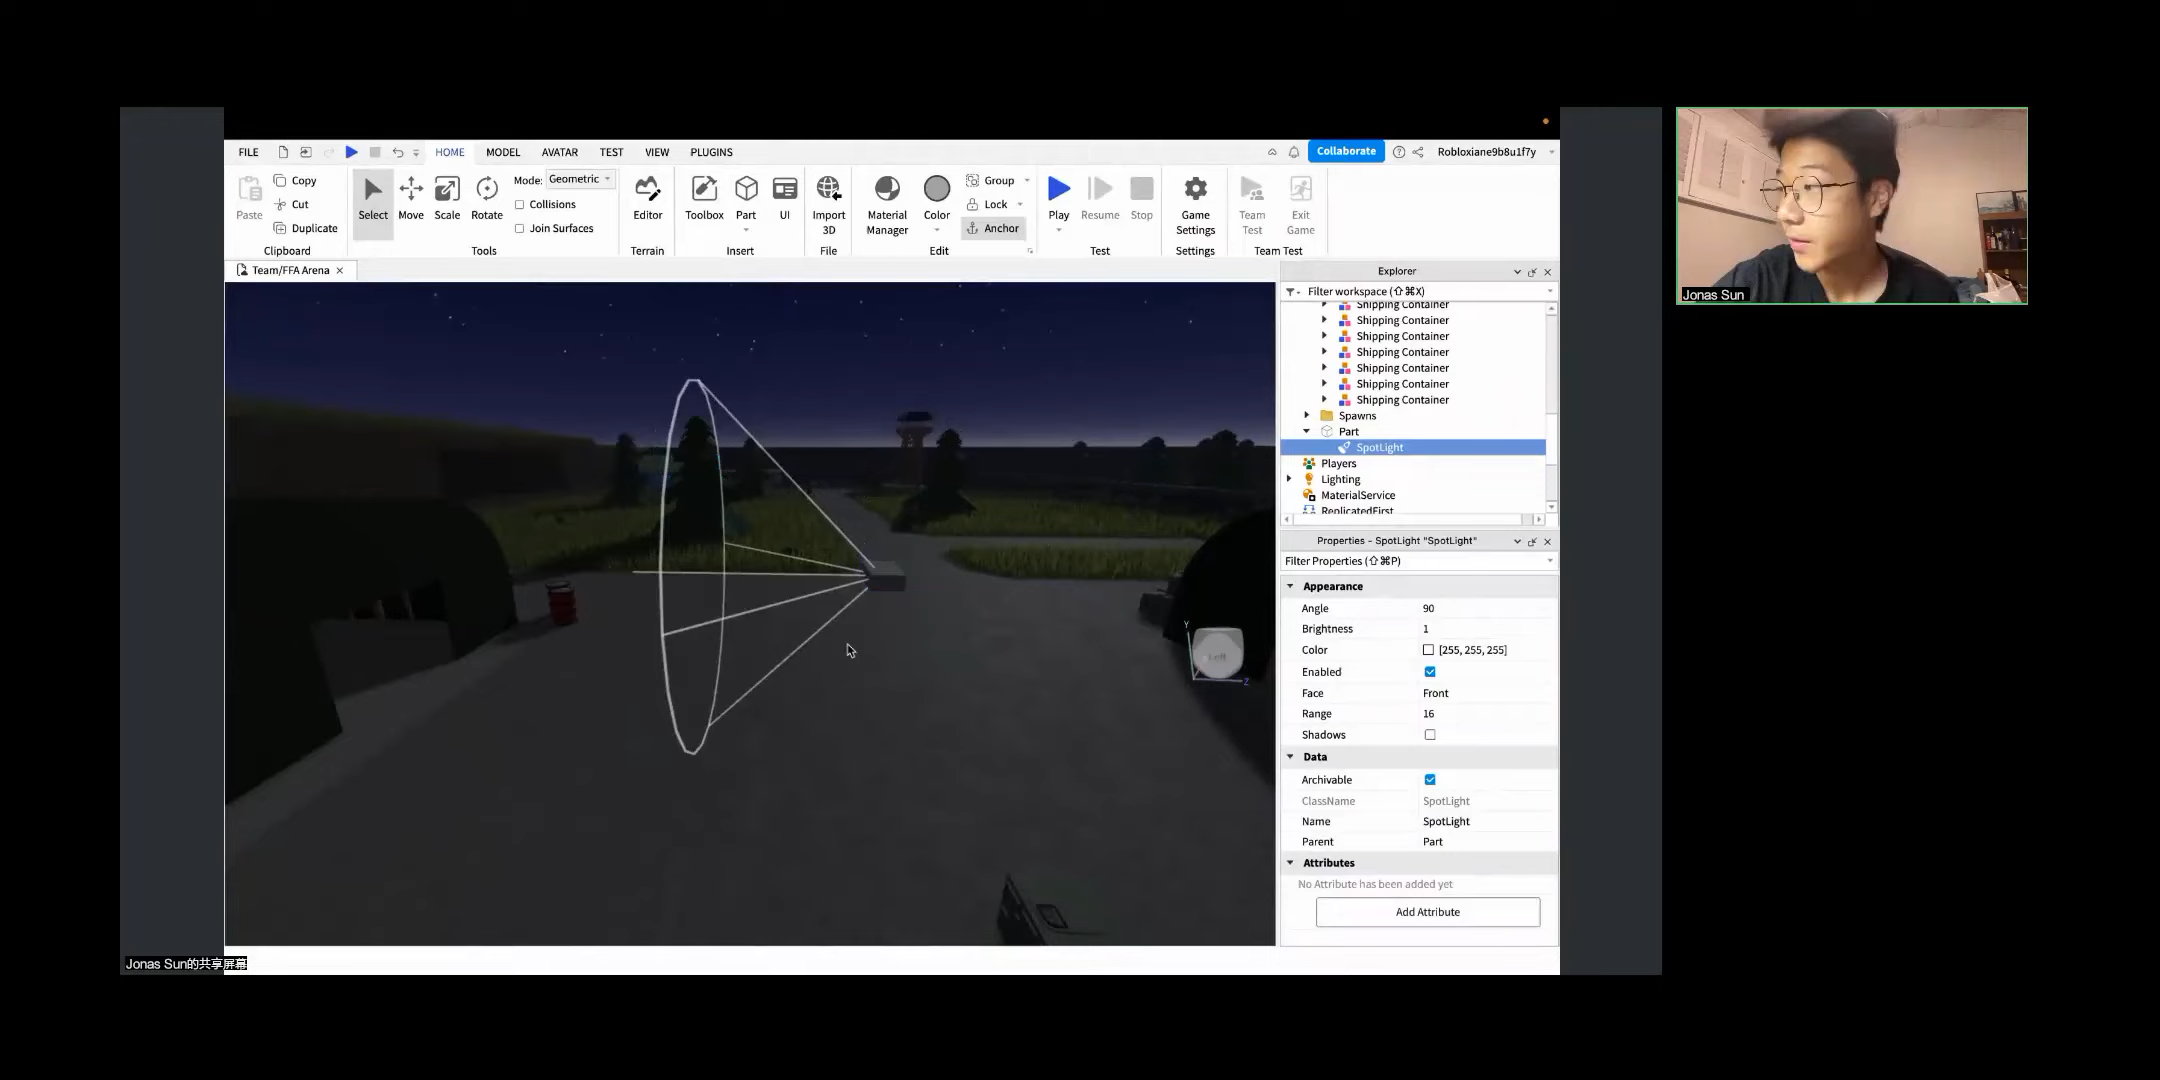 FILE HOME MODEL AVATAR TEST VIEW PLUGINS Collaborate Robloxiane9b8u1f7y
Paste
Copy
Cut
Duplicate
Clipboard
Select Move Scale Rotate
Mode: Geometric
Collisions
Join Surfaces
Tools
Editor
Terrain
Toolbox Part UI
Insert
Import
3D
File
Material
Manager
Color
Group
Lock
Anchor
Edit
Play Resume Stop
Test
Game
Settings
Settings
Team
Test
Exit
Game
Team Test
Team/FFA Arena
Explorer
Filter workspace (⇧⌘X)
Shipping Container
Shipping Container
Shipping Container
Shipping Container
Shipping Container
Shipping Container
Shipping Container
Spawns
Part
SpotLight
Players
Lighting
MaterialService
ReplicatedFirst
Properties - SpotLight "SpotLight"
Filter Properties (⇧⌘P)
Appearance
Angle 90
Brightness 1
Color [255, 255, 255]
Enabled
Face Front
Range 16
Shadows
Data
Archivable
ClassName SpotLight
Name SpotLight
Parent Part
Attributes
No Attribute has been added yet
Add Attribute
Y
Left
Z
Jonas Sun的共享屏幕
Jonas Sun